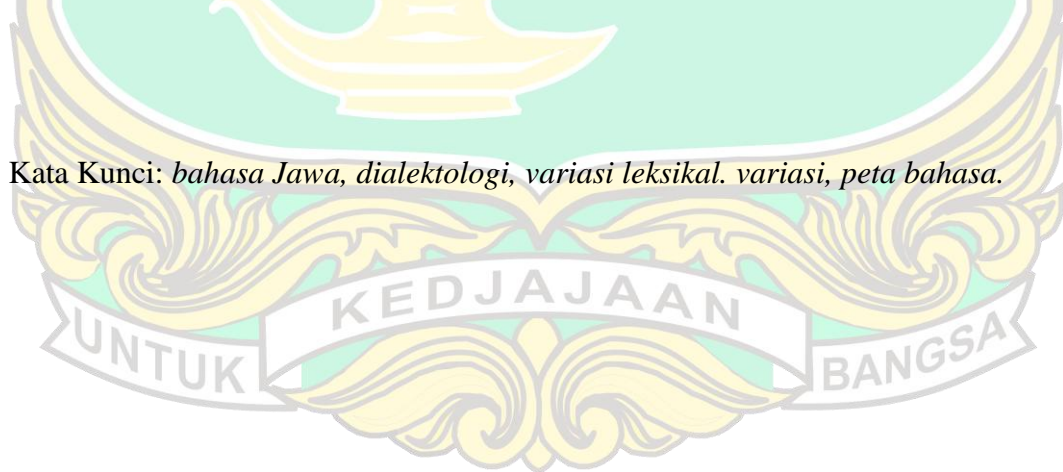 Kata Kunci: bahasa Jawa, dialektologi, variasi leksikal. variasi, peta bahasa.
UNTUK KEDJAJAAN BANGSA